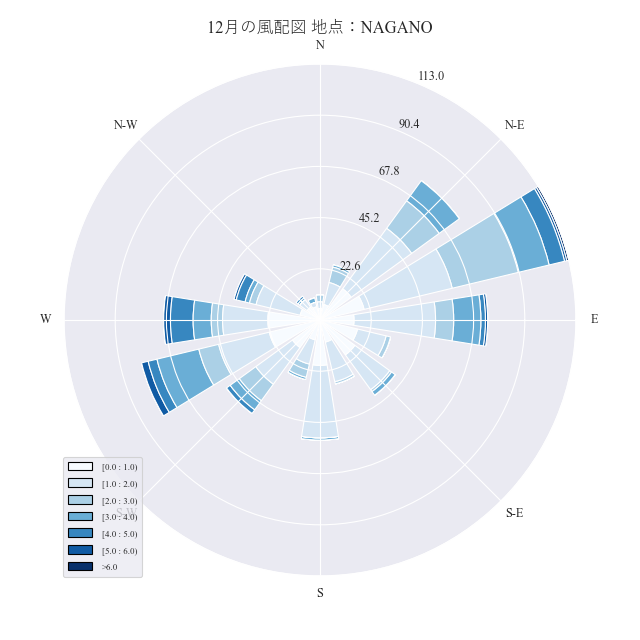 12月の風配図 地点：NAGANO
N
113.0
N-W
90.4
N-E
67.8
45.2
22.6
W
E
[0.0 : 1.0)
[1.0 : 2.0)
[2.0 : 3.0)
S-W
[3.0 : 4.0)
S-E
[4.0 : 5.0)
[5.0 : 6.0)
>6.0
S